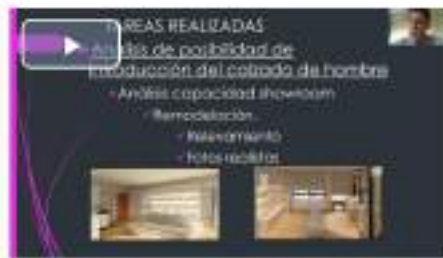 TAREAS REALIZADAS
Análisis de posibilidad de
introducción del calzado de hombre
Análisis capacidad showroom
Remodelación.
Relevamiento
Fotos realistas